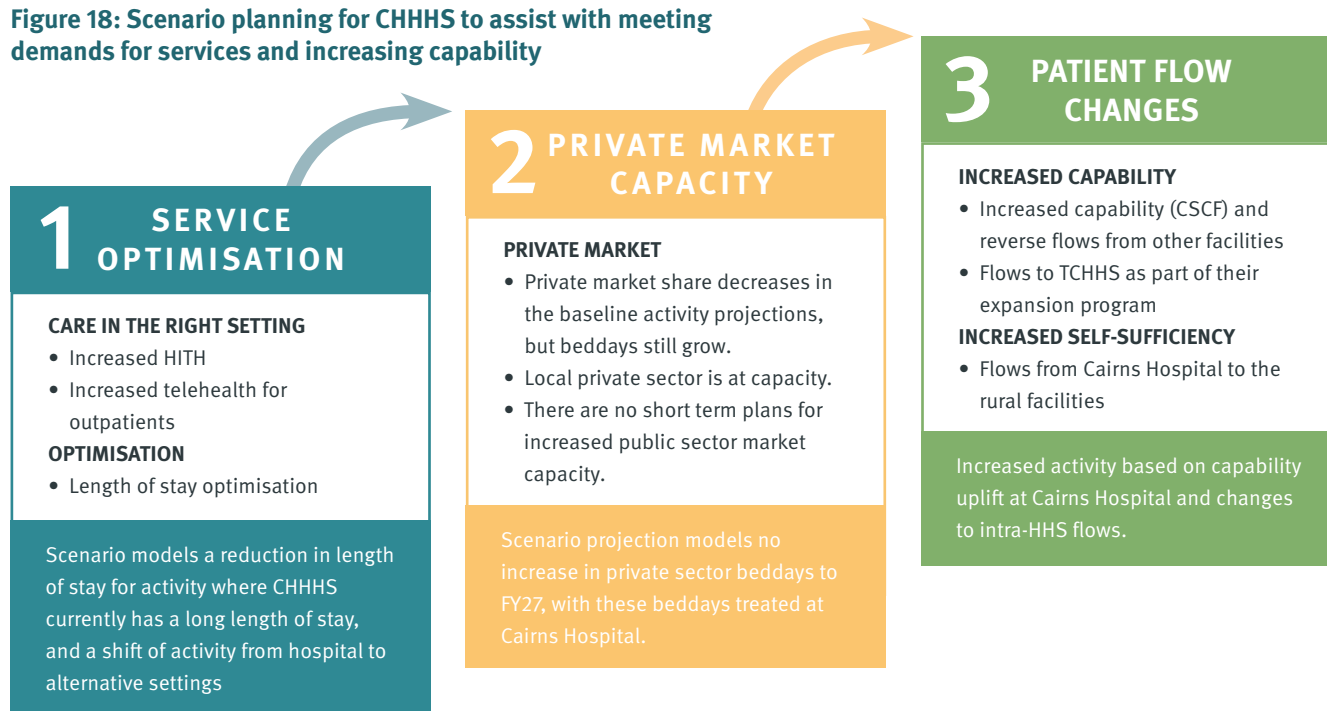 Figure 18: Scenario planning for CHHHS to assist with meeting
demands for services and increasing capability
1 SERVICE
OPTIMISATION
CARE IN THE RIGHT SETTING
• Increased HITH
• Increased telehealth for
outpatients
OPTIMISATION
• Length of stay optimisation
Scenario models a reduction in length
of stay for activity where CHHHS
currently has a long length of stay,
and a shift of activity from hospital to
alternative settings
2 PRIVATE MARKET
CAPACITY
PRIVATE MARKET
• Private market share decreases in
the baseline activity projections,
but beddays still grow.
• Local private sector is at capacity.
• There are no short term plans for
increased public sector market
capacity.
Scenario projection models no
increase in private sector beddays to
FY27, with these beddays treated at
Cairns Hospital.
3 PATIENT FLOW
CHANGES
INCREASED CAPABILITY
• Increased capability (CSCF) and
reverse flows from other facilities
• Flows to TCHHS as part of their
expansion program
INCREASED SELF-SUFFICIENCY
• Flows from Cairns Hospital to the
rural facilities
Increased activity based on capability
uplift at Cairns Hospital and changes
to intra-HHS flows.